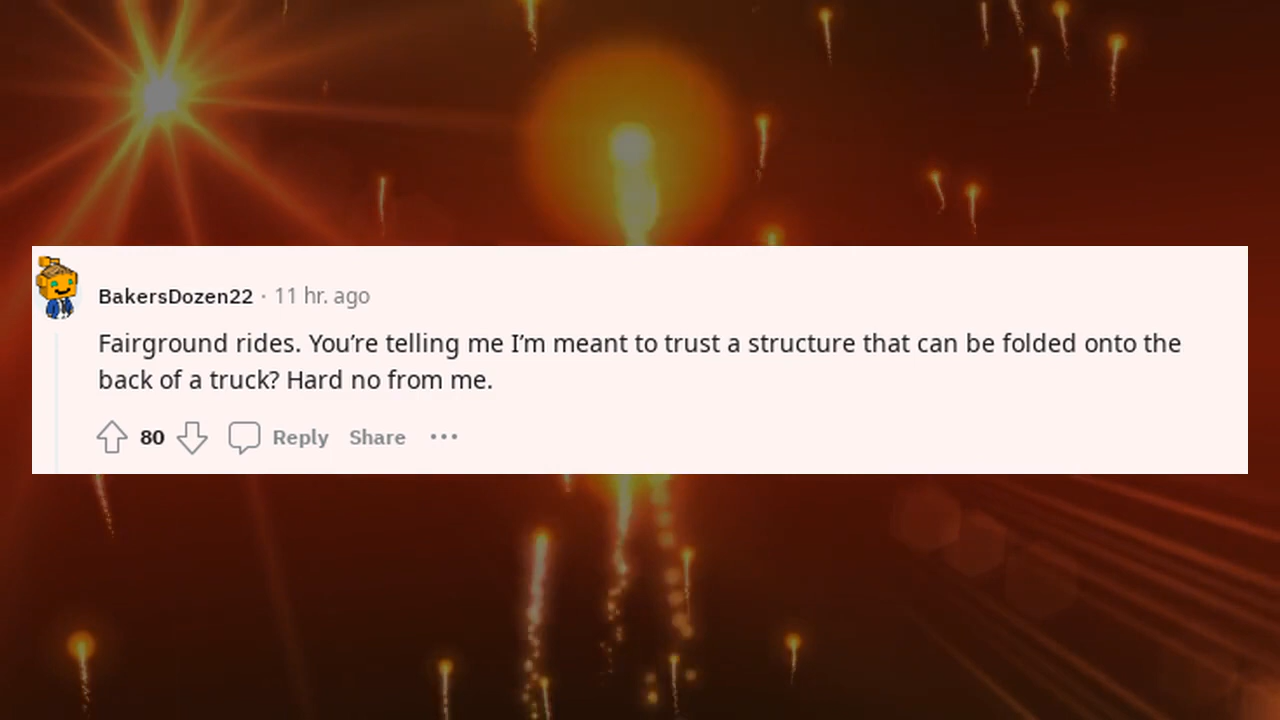 BakersDozen22 · 11 hr. ago
Fairground rides. You’re telling me I’m meant to trust a structure that can be folded onto the
back of a truck? Hard no from me.
80 Reply Share •••